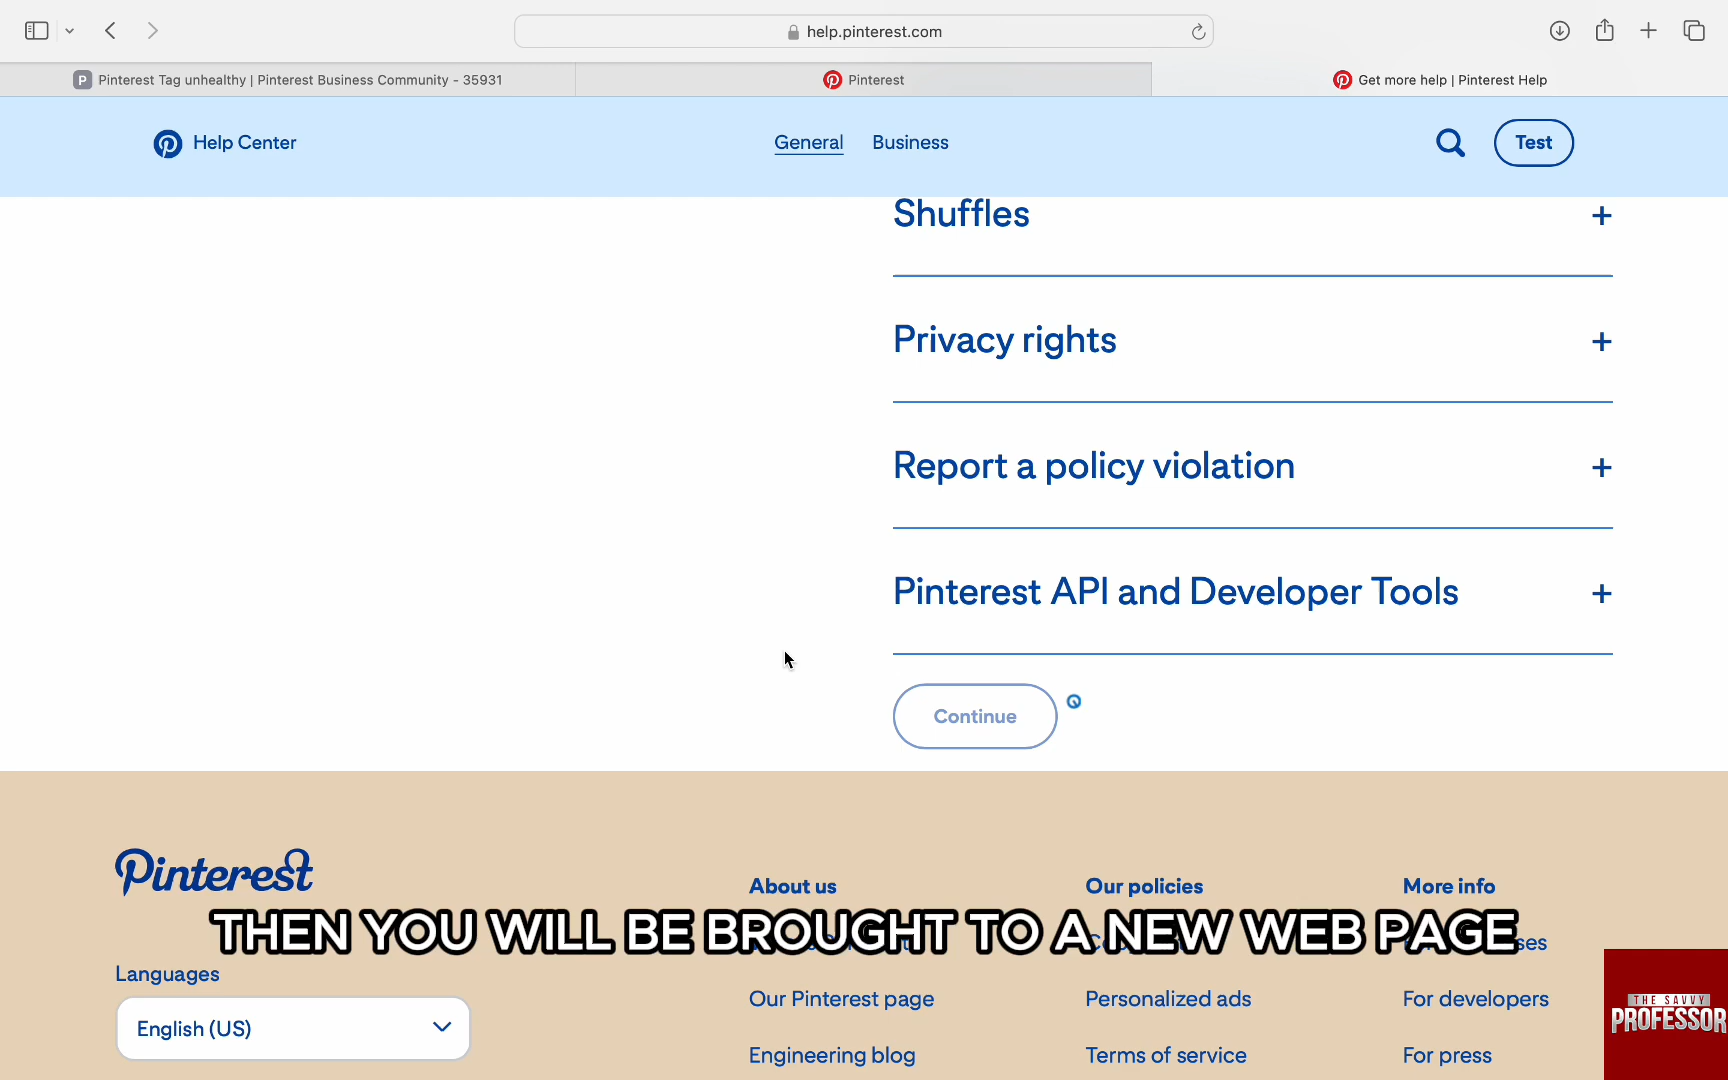 help.pinterest.com
P Pinterest Tag unhealthy | Pinterest Business Community - 35931
Pinterest
Get more help | Pinterest Help
Help Center
General
Business
Test
Shuffles
Privacy rights
Report a policy violation
Pinterest API and Developer Tools
Continue
Pinterest
About us
Our policies
More info
THEN YOU WILL BE BROUGHT TO A NEW WEB PAGE
Languages
English (US)
Our Pinterest page
Personalized ads
For developers
Engineering blog
Terms of service
For press
THE SAVVY
PROFESSOR